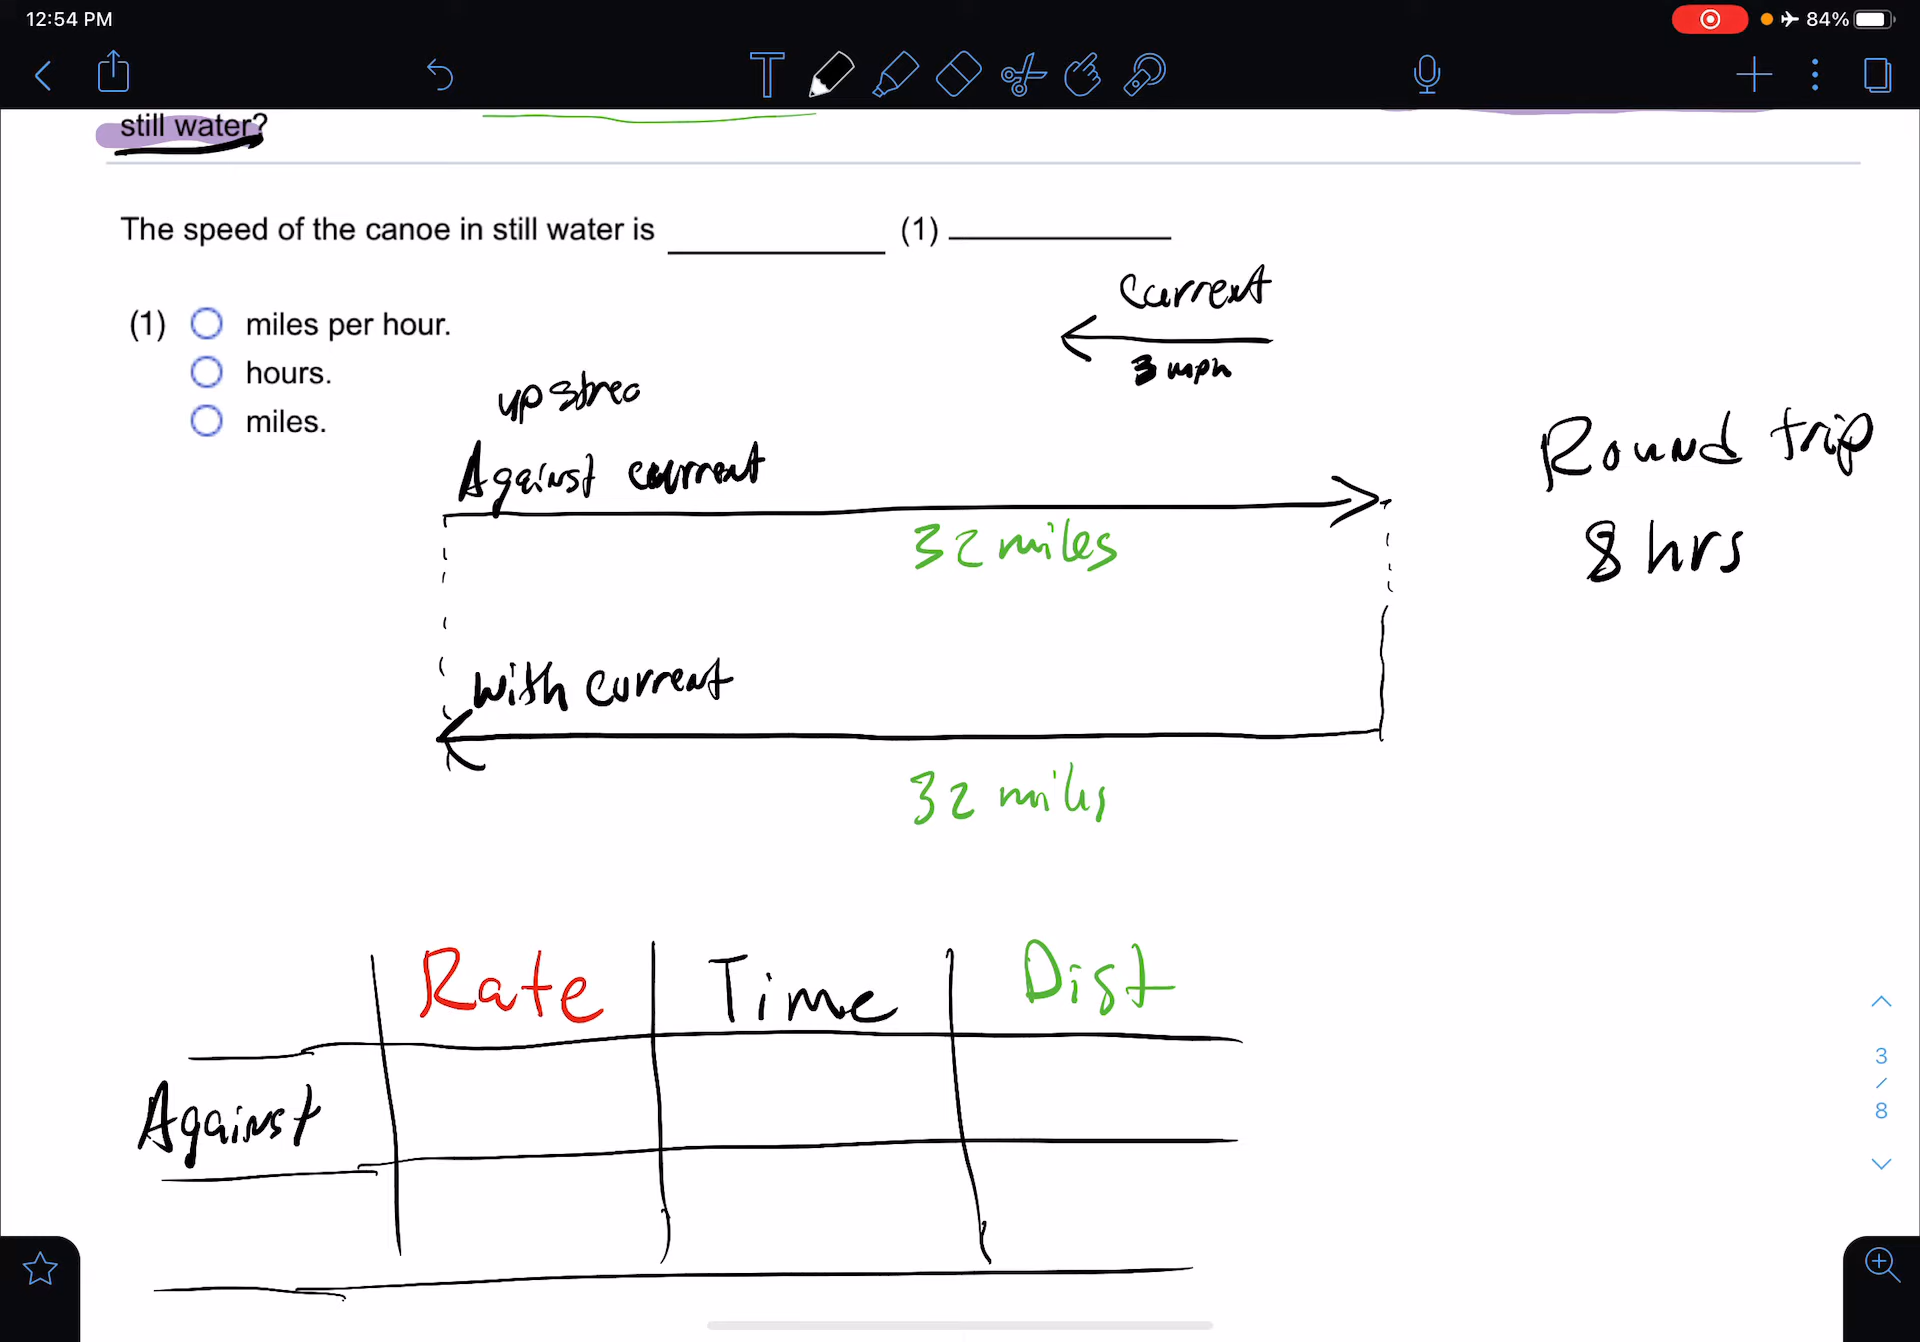 12:54 PM
84%
T
still water?
The speed of the canoe in still water is (1)
(1) miles per hour.
hours.
miles.
current
3 mph
upstrea
Against current
32 miles
Round trip
8 hrs
With current
32 miles
Rate Time Dist
Against
3
/
8